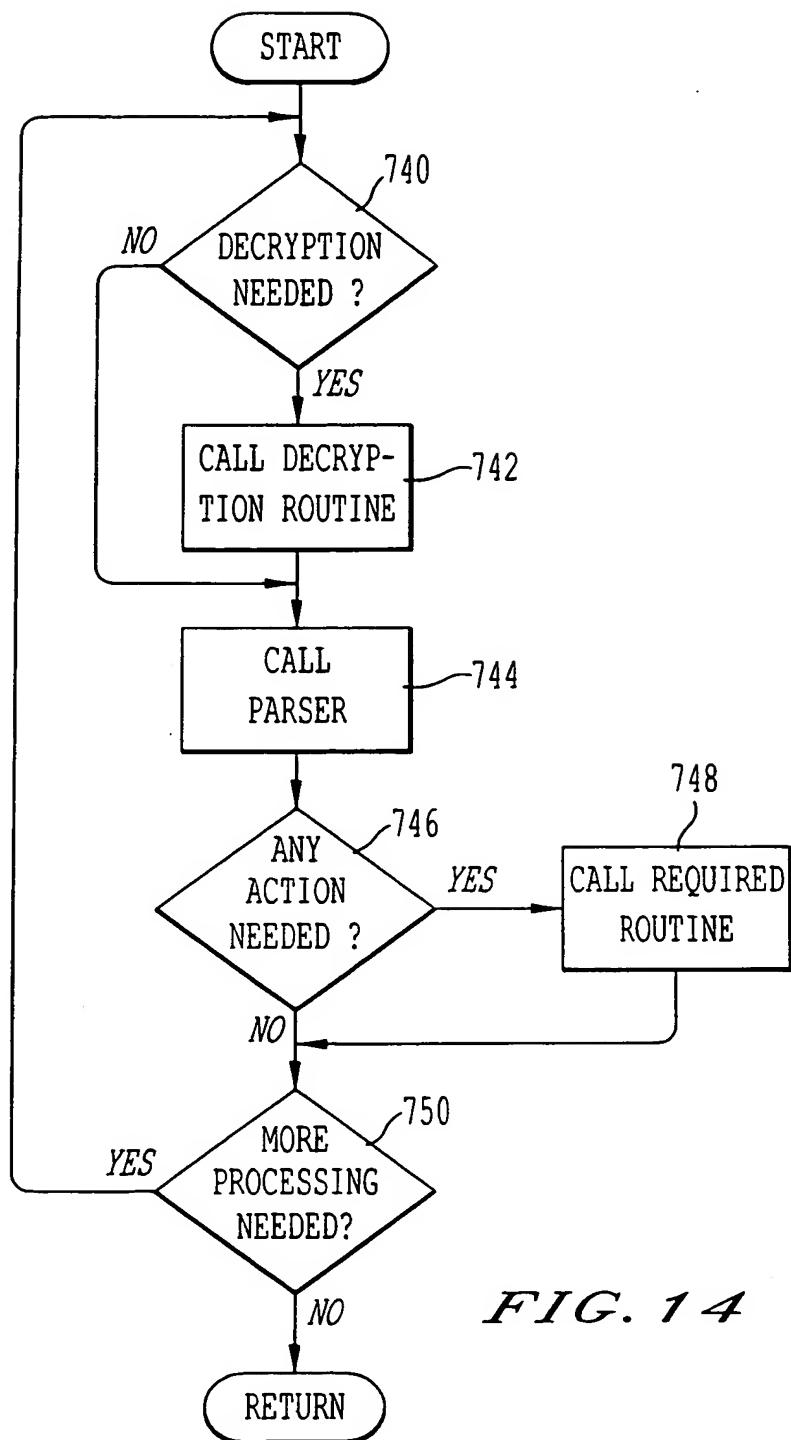 START
740
NO
DECRYPTION
NEEDED ?
YES
CALL DECRYP-
TION ROUTINE
742
CALL
PARSER
744
746
ANY
ACTION
NEEDED ?
YES
748
CALL REQUIRED
ROUTINE
NO
750
YES
MORE
PROCESSING
NEEDED?
NO
FIG. 14
RETURN